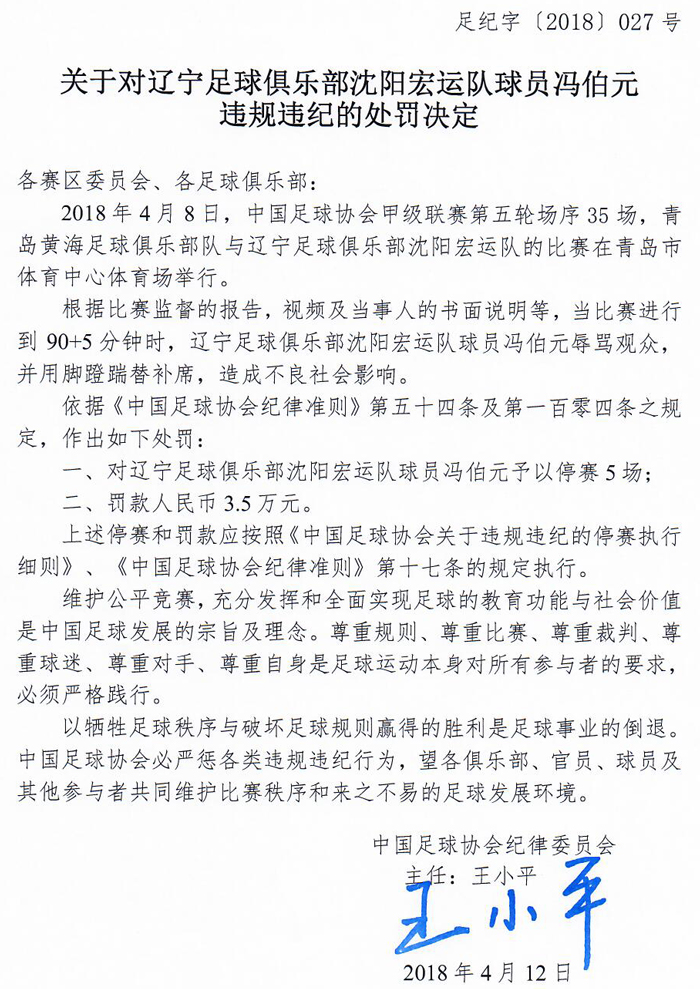 足纪字〔2018〕027号
关于对辽宁足球俱乐部沈阳宏运队球员冯伯元
违规违纪的处罚决定
各赛区委员会、各足球俱乐部：
2018年4月8日，中国足球协会甲级联赛第五轮场序35场，青
岛黄海足球俱乐部队与辽宁足球俱乐部沈阳宏运队的比赛在青岛市
体育中心体育场举行。
根据比赛监督的报告，视频及当事人的书面说明等，当比赛进行
到90+5分钟时，辽宁足球俱乐部沈阳宏运队球员冯伯元辱骂观众，
并用脚蹬踹替补席，造成不良社会影响。
依据《中国足球协会纪律准则》第五十四条及第一百零四条之规
定，作出如下处罚：
一、对辽宁足球俱乐部沈阳宏运队球员冯伯元予以停赛5场；
二、罚款人民币3.5万元。
上述停赛和罚款应按照《中国足球协会关于违规违纪的停赛执行
细则》、《中国足球协会纪律准则》第十七条的规定执行。
维护公平竞赛，充分发挥和全面实现足球的教育功能与社会价值
是中国足球发展的宗旨及理念。尊重规则、尊重比赛、尊重裁判、尊
重球迷、尊重对手、尊重自身是足球运动本身对所有参与者的要求，
必须严格践行。
以牺牲足球秩序与破坏足球规则赢得的胜利是足球事业的倒退。
中国足球协会必严惩各类违规违纪行为，望各俱乐部、官员、球员及
其他参与者共同维护比赛秩序和来之不易的足球发展环境。
中国足球协会纪律委员会
主任：王小平
王小平
2018年4月12日